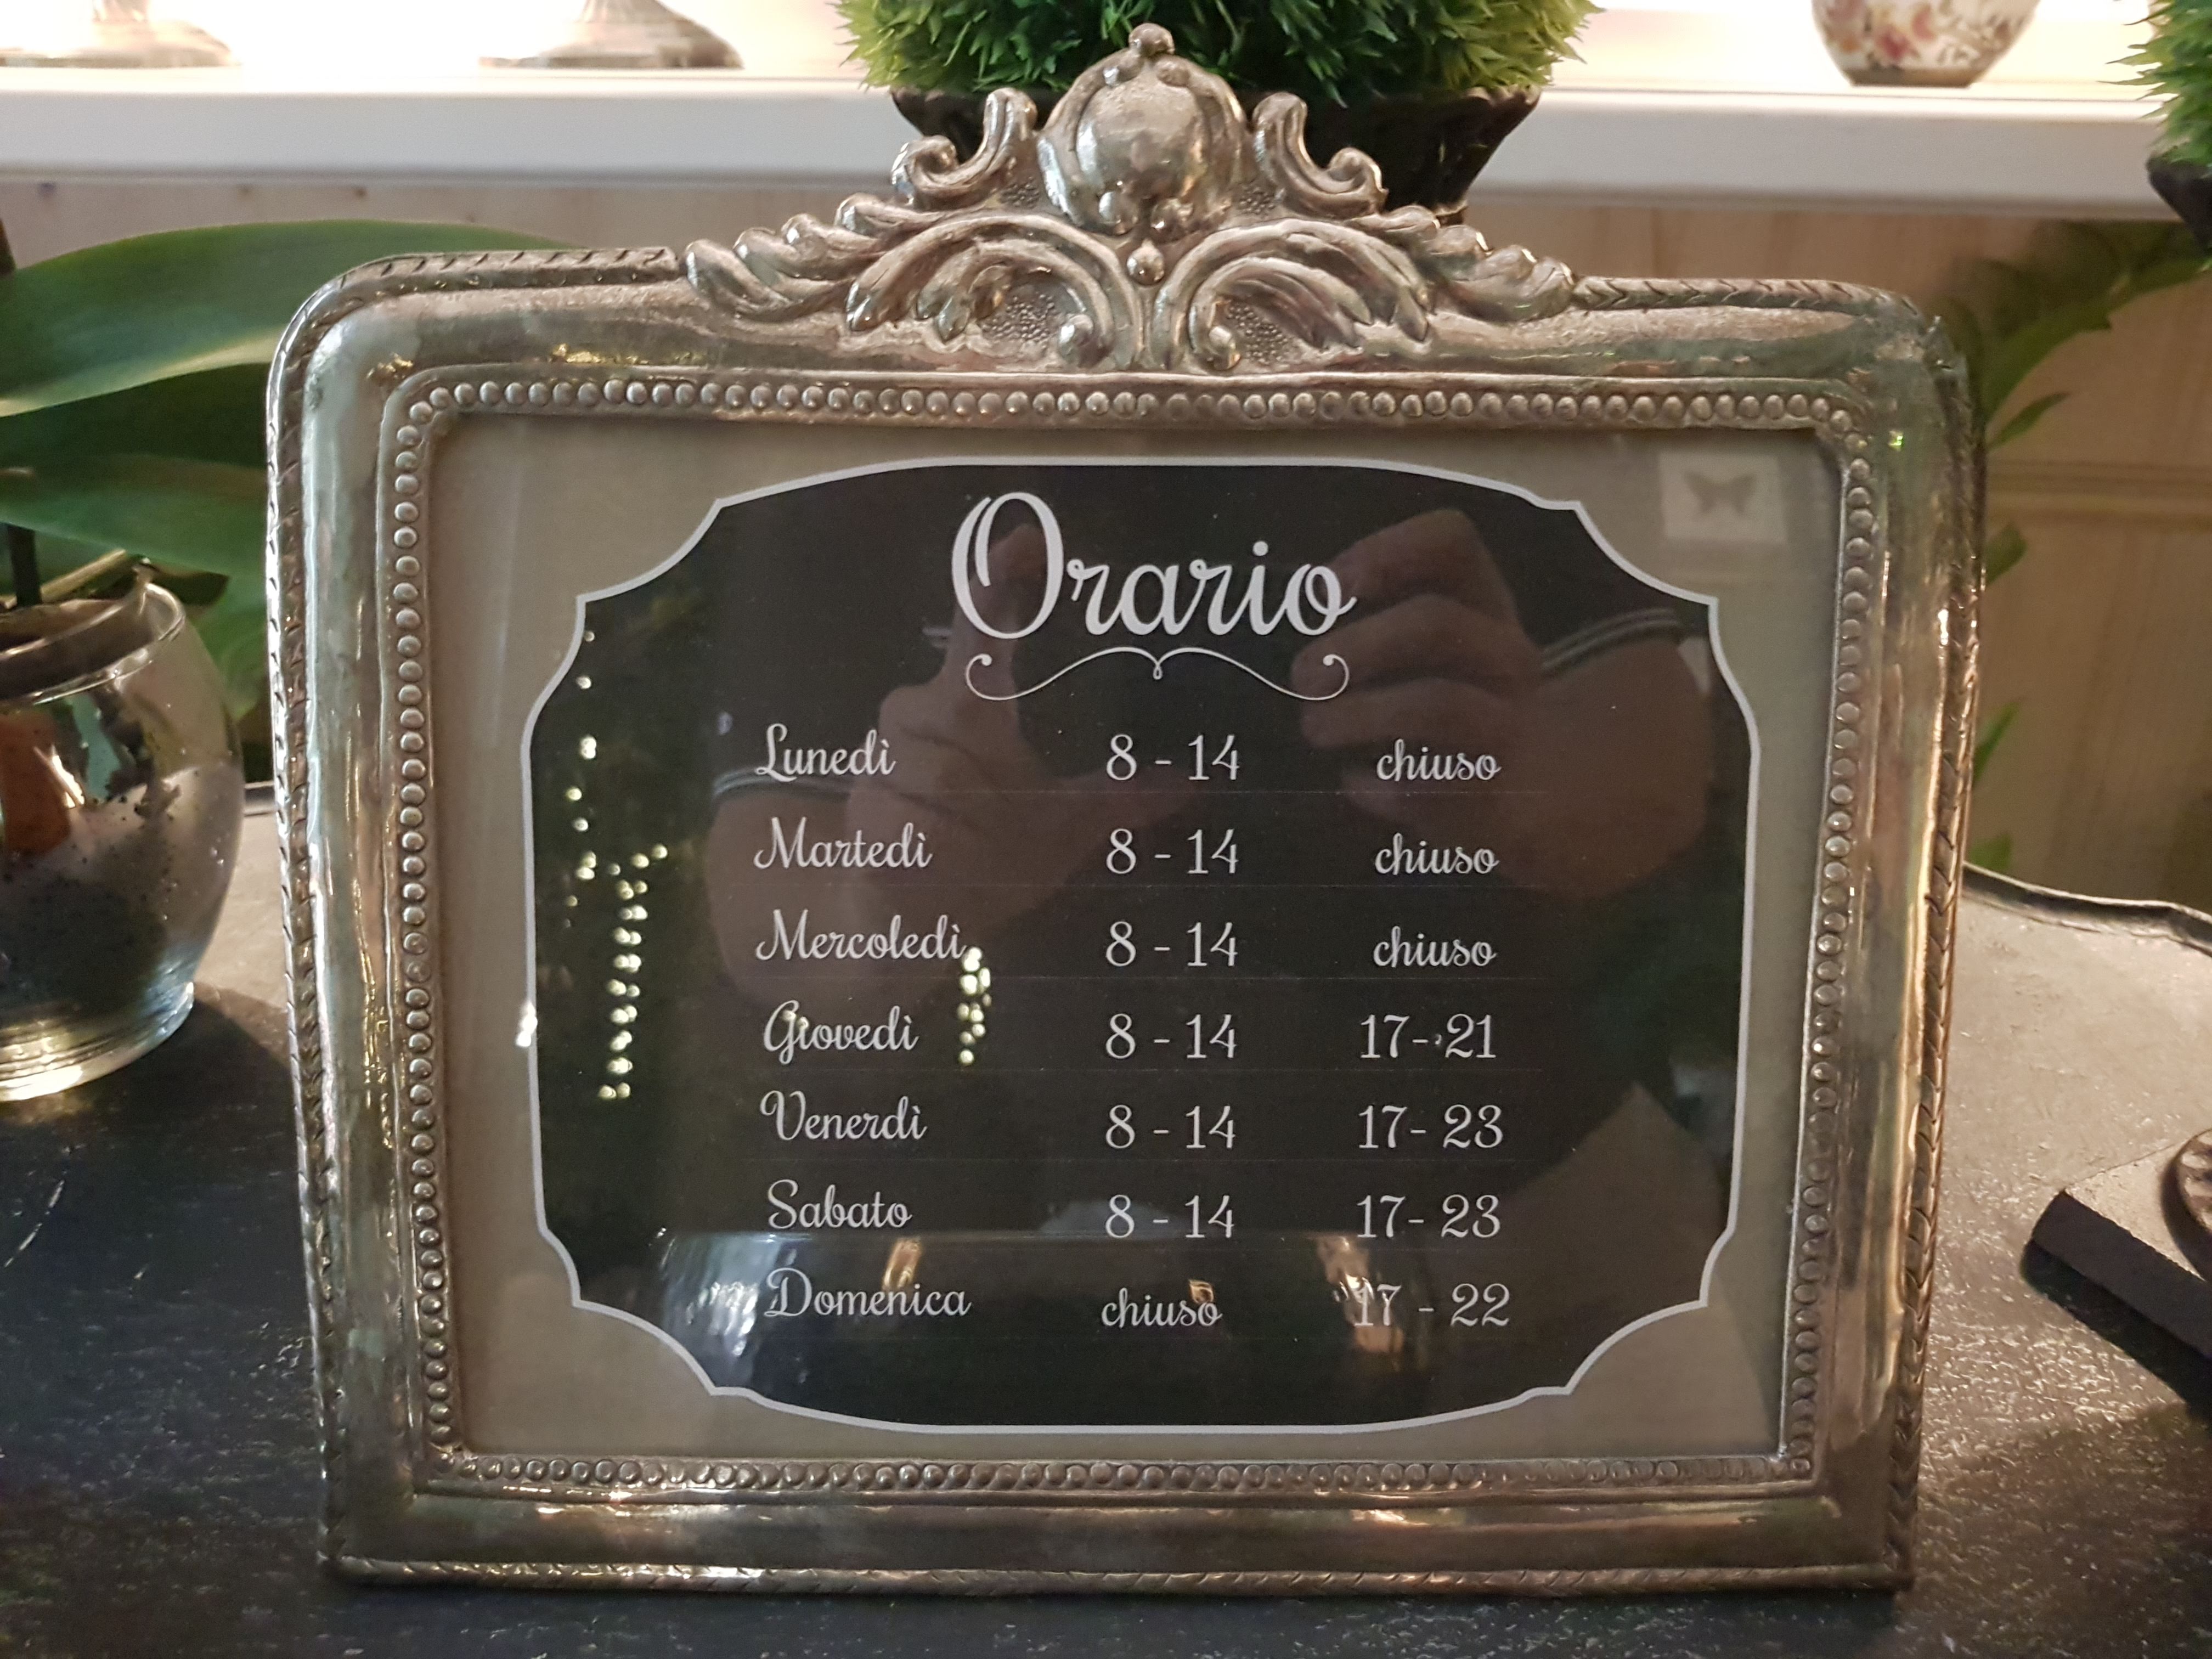 Orario
Lunedì 8 - 14 chiuso
Martedì 8 - 14 chiuso
Mercoledì 8 - 14 chiuso
Giovedì 8 - 14 17- 21
Venerdì 8 - 14 17- 23
Sabato 8 - 14 17- 23
Domenica chiuso 17 - 22